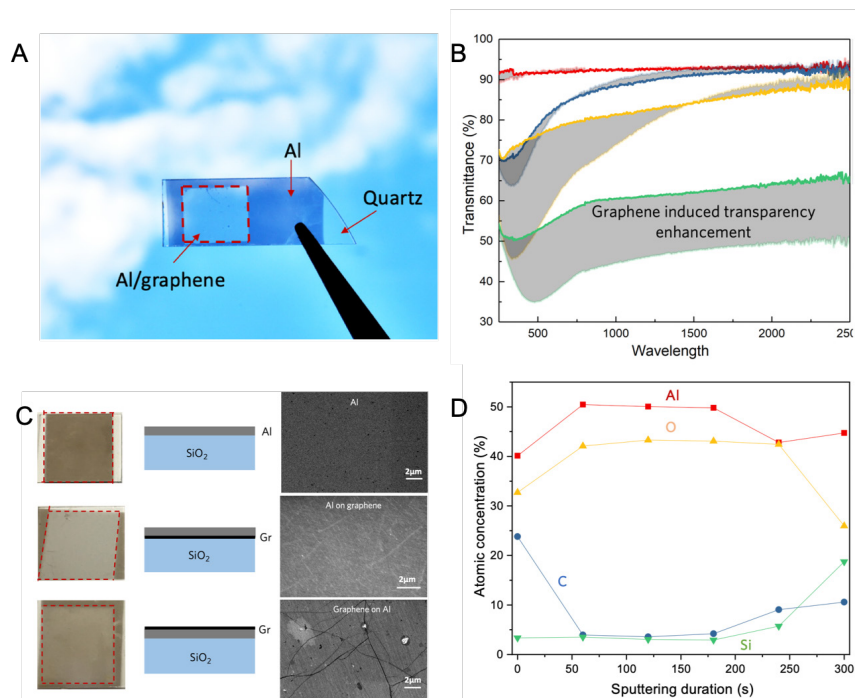 A
Al
Quartz
Al/graphene
B
100
90
80
70
60
50
40
30
Transmittance (%)
Graphene induced transparency
enhancement
500
1000
1500
2000
250
Wavelength
C
Al
SiO2
Al
2μm
Gr
SiO2
Al on graphene
2μm
Gr
SiO2
Graphene on Al
2μm
D
50
40
30
20
10
0
Atomic concentration (%)
Al
O
C
Si
0
50
100
150
200
250
300
Sputtering duration (s)